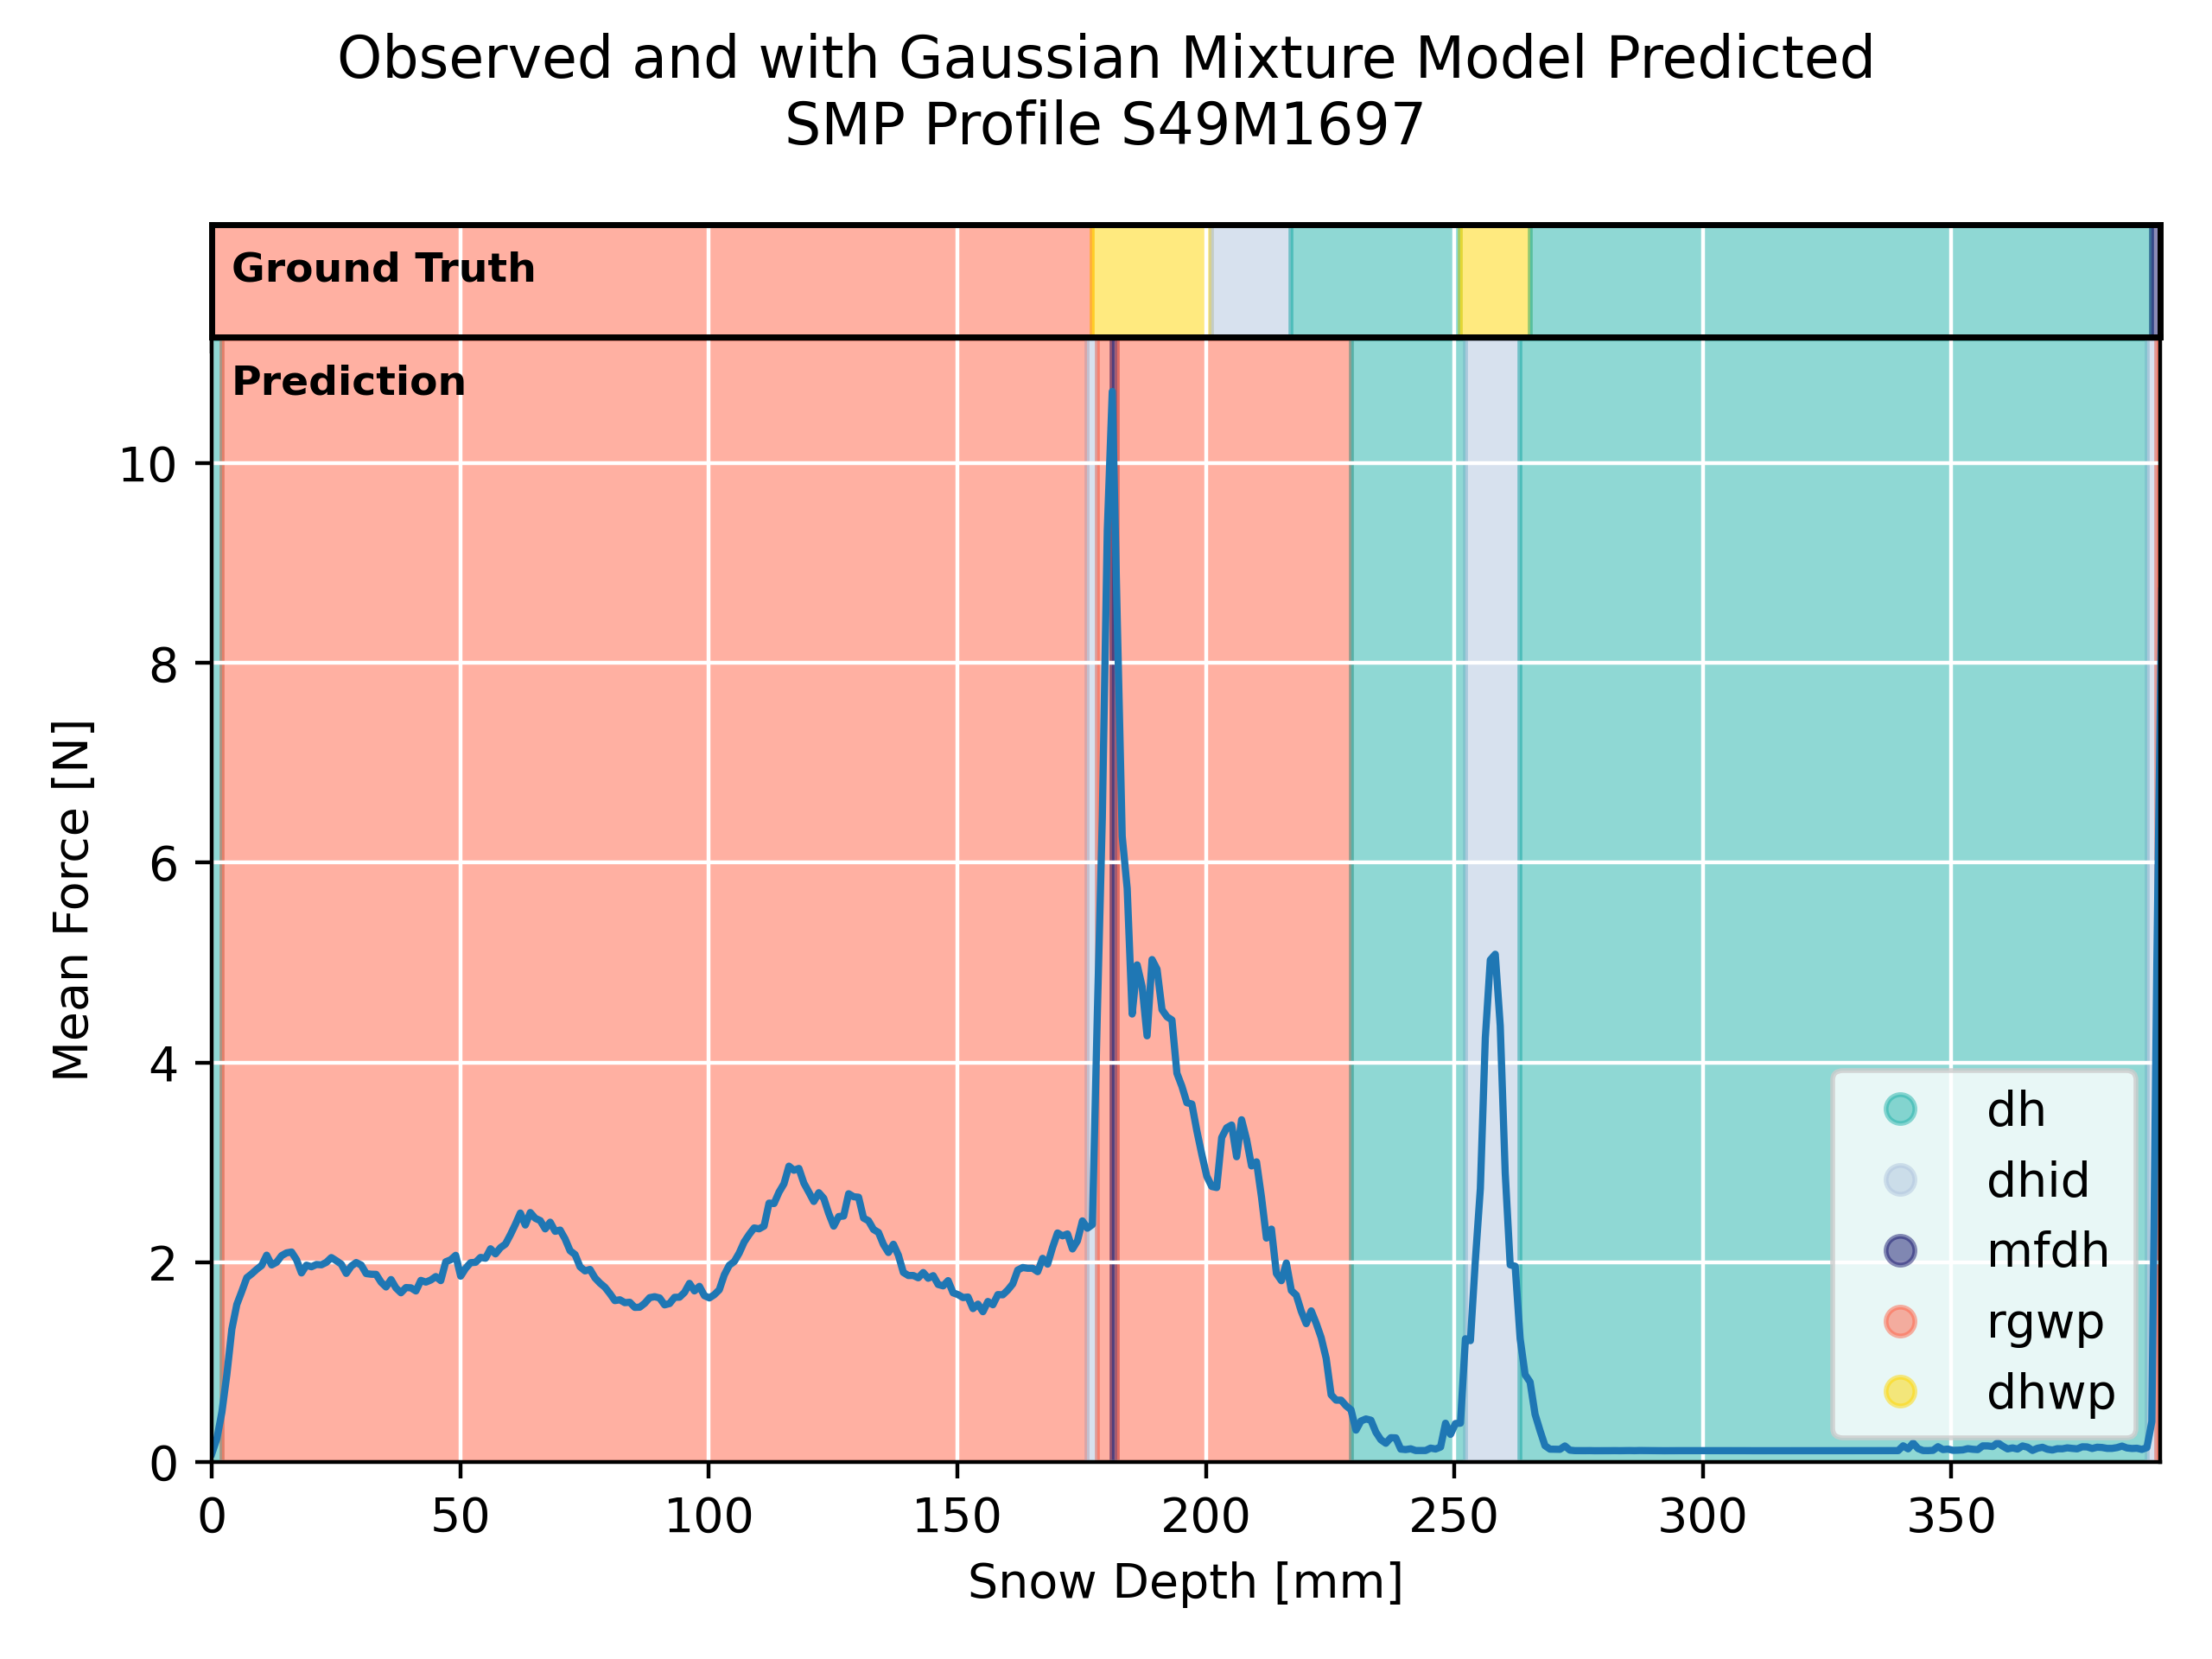 Observed and with Gaussian Mixture Model Predicted
SMP Profile S49M1697
Ground Truth
Prediction
10
8
6
4
2
0
Mean Force [N]
dh
dhid
mfdh
rgwp
dhwp
0 50 100 150 200 250 300 350
Snow Depth [mm]